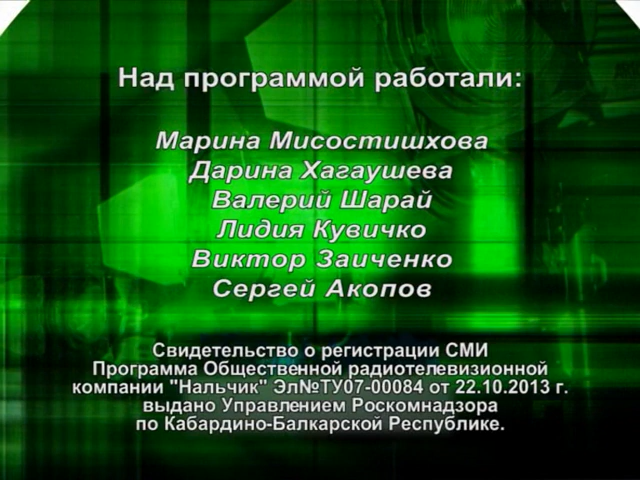 Над программой работали:
Марина Мисостишхова
Дарина Хагаушева
Валерий Шарай
Лидия Кувичко
Виктор Заиченко
Сергей Акопов
Свидетельство о регистрации СМИ
Программа Общественной радиотелевизионной
компании "Нальчик" Эл№ТУ07-00084 от 22.10.2013 г.
выдано Управлением Роскомнадзора
по Кабардино-Балкарской Республике.